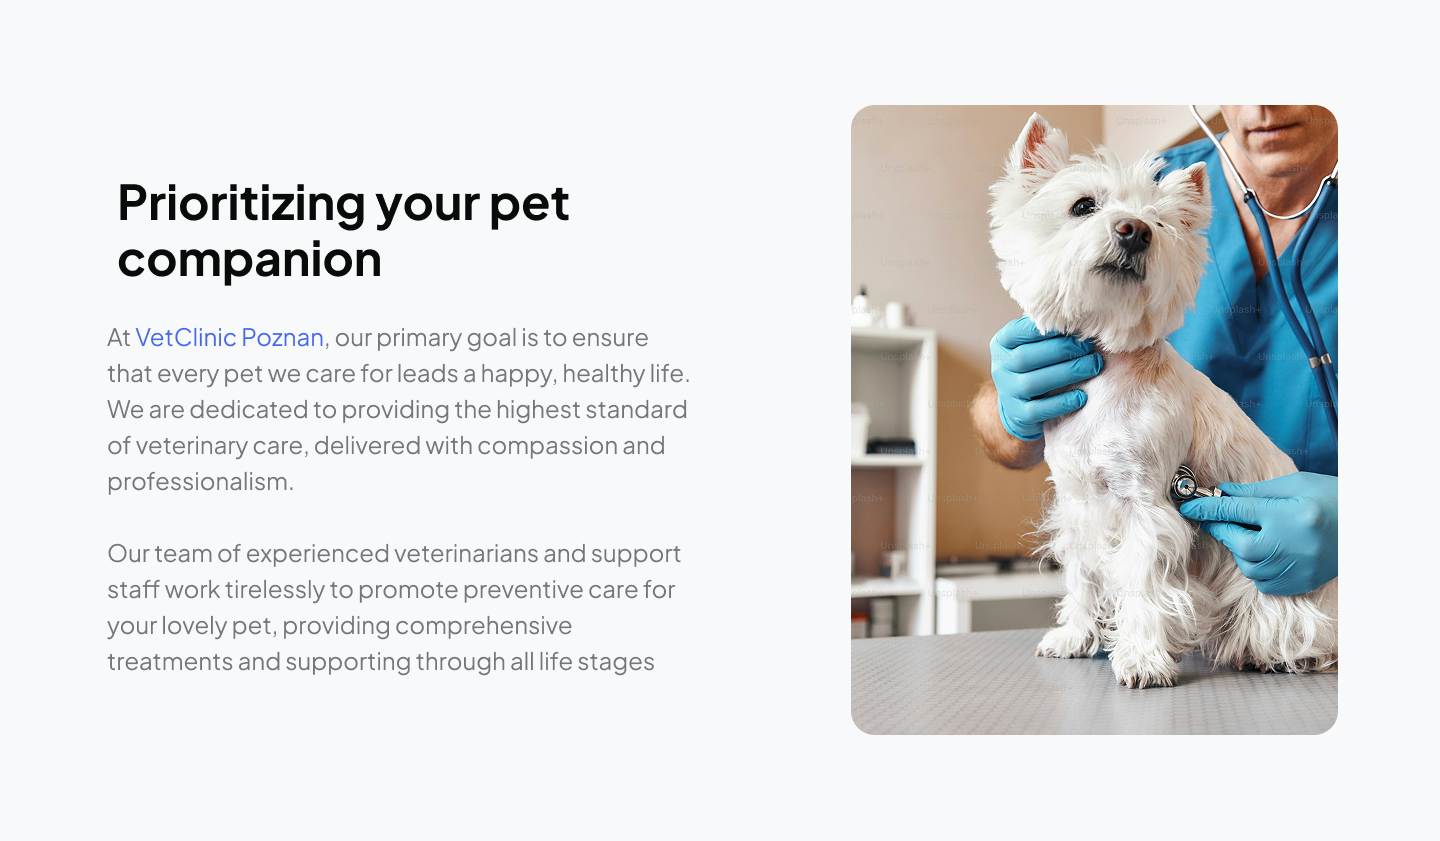 Prioritizing your pet
companion
At VetClinic Poznan, our primary goal is to ensure
that every pet we care for leads a happy, healthy life.
We are dedicated to providing the highest standard
of veterinary care, delivered with compassion and
professionalism.
Our team of experienced veterinarians and support
staff work tirelessly to promote preventive care for
your lovely pet, providing comprehensive
treatments and supporting through all life stages
Unsplash+